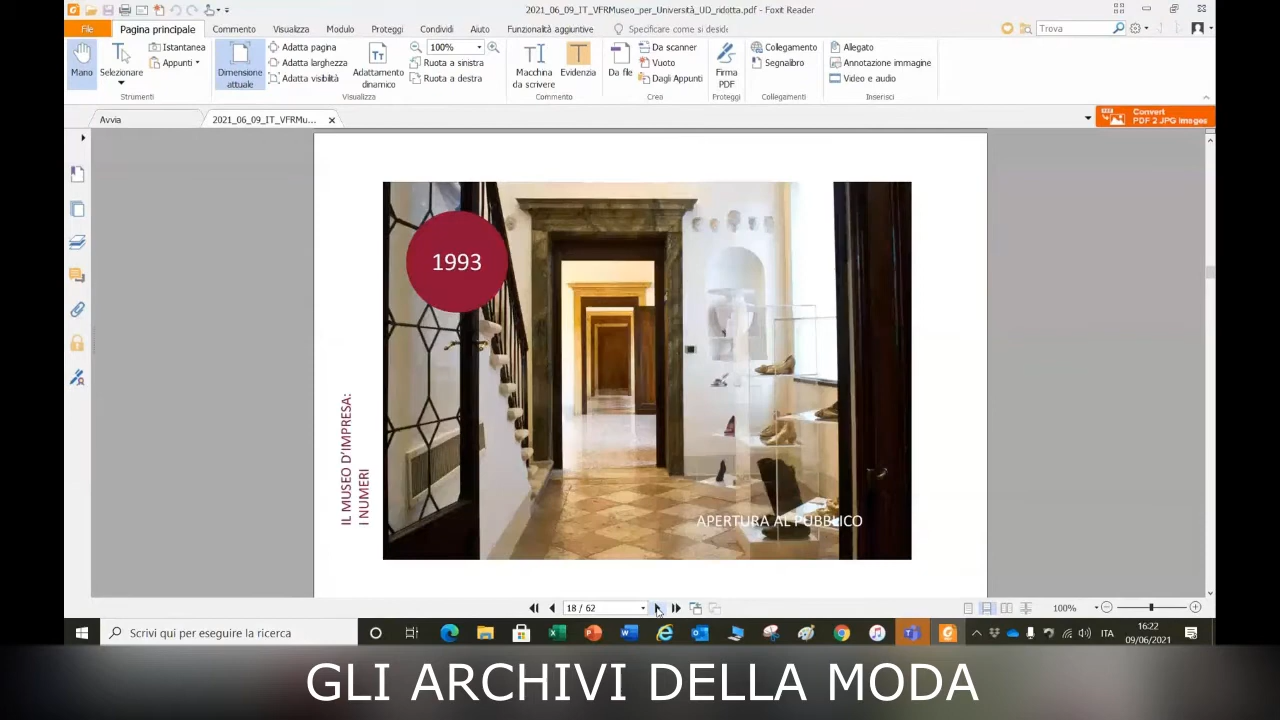 2021_06_09_IT_VFRMuseo_per_Università_UD_ridotta.pdf - Foxit Reader
File
Pagina principale
Commento
Visualizza
Modulo
Proteggi
Condividi
Aiuto
Funzionalità aggiuntive
Specificare come si desid
Trova
Mano
Selezionare
Istantanea
Appunti
Strumenti
Dimensione
attuale
Adatta pagina
Adatta larghezza
Adatta visibiltà
Adattamento
dinamico
100%
Ruota a sinistra
Ruota a destra
Visualizza
Macchina
da scrivere
Evidenzia
Commento
Da file
Da scanner
Vuoto
Dagli Appunti
Crea
Firma
PDF
Proteggi
Collegamento
Segnalibro
Collegamenti
Allegato
Annotazione immagine
Video e audio
Inserisci
Avvia
2021_06_09_IT_VFRMu...
Convert
PDF 2 JPG Images
1993
IL MUSEO D'IMPRESA:
I NUMERI
APERTURA AL PUBBLICO
18 / 62
100%
Scrivi qui per eseguire la ricerca
ITA
16:22
09/06/2021
GLI ARCHIVI DELLA MODA